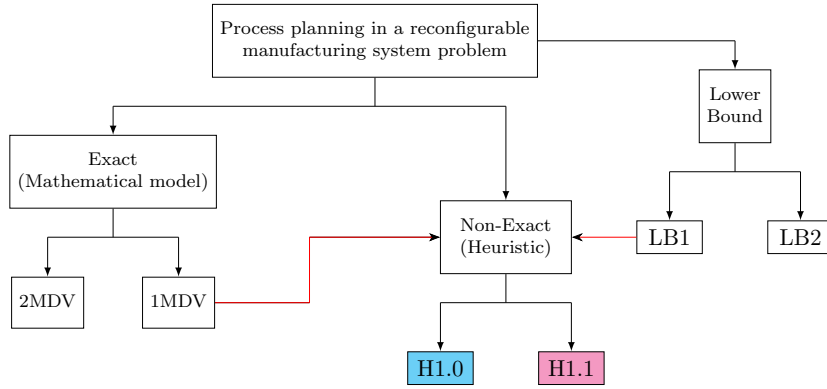 Process planning in a reconfigurable
manufacturing system problem
Lower
Bound
Exact
(Mathematical model)
Non-Exact
(Heuristic)
LB1
LB2
2MDV
1MDV
H1.0
H1.1